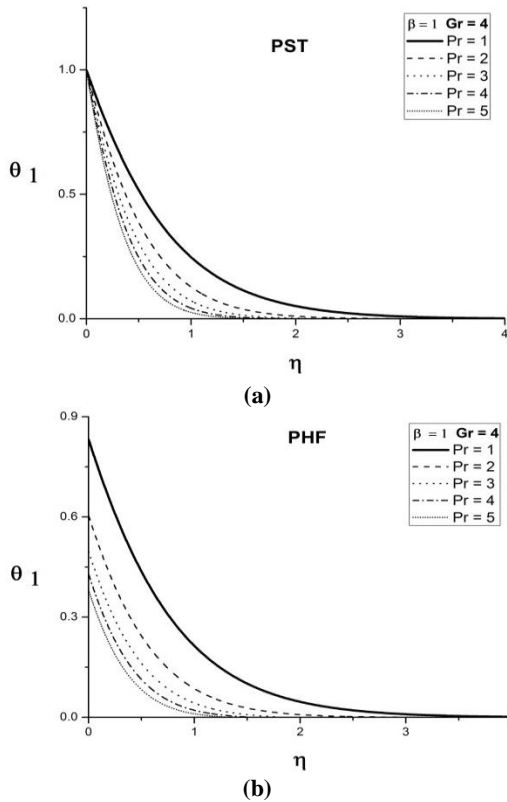 PST
β = 1 Gr = 4
Pr = 1
Pr = 2
Pr = 3
Pr = 4
Pr = 5
1.0
0.5
0.0
θ 1
0 1 2 3 4
η
(a)
PHF
β = 1 Gr = 4
Pr = 1
Pr = 2
Pr = 3
Pr = 4
Pr = 5
0.9
0.6
0.3
0.0
θ 1
0 1 2 3
η
(b)